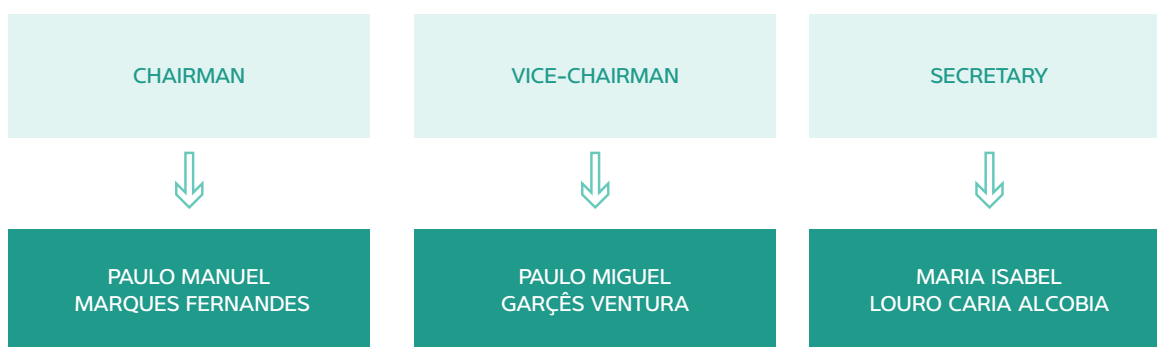 CHAIRMAN
VICE-CHAIRMAN
SECRETARY
PAULO MANUEL
MARQUES FERNANDES
PAULO MIGUEL
GARÇÊS VENTURA
MARIA ISABEL
LOURO CARIA ALCOBIA